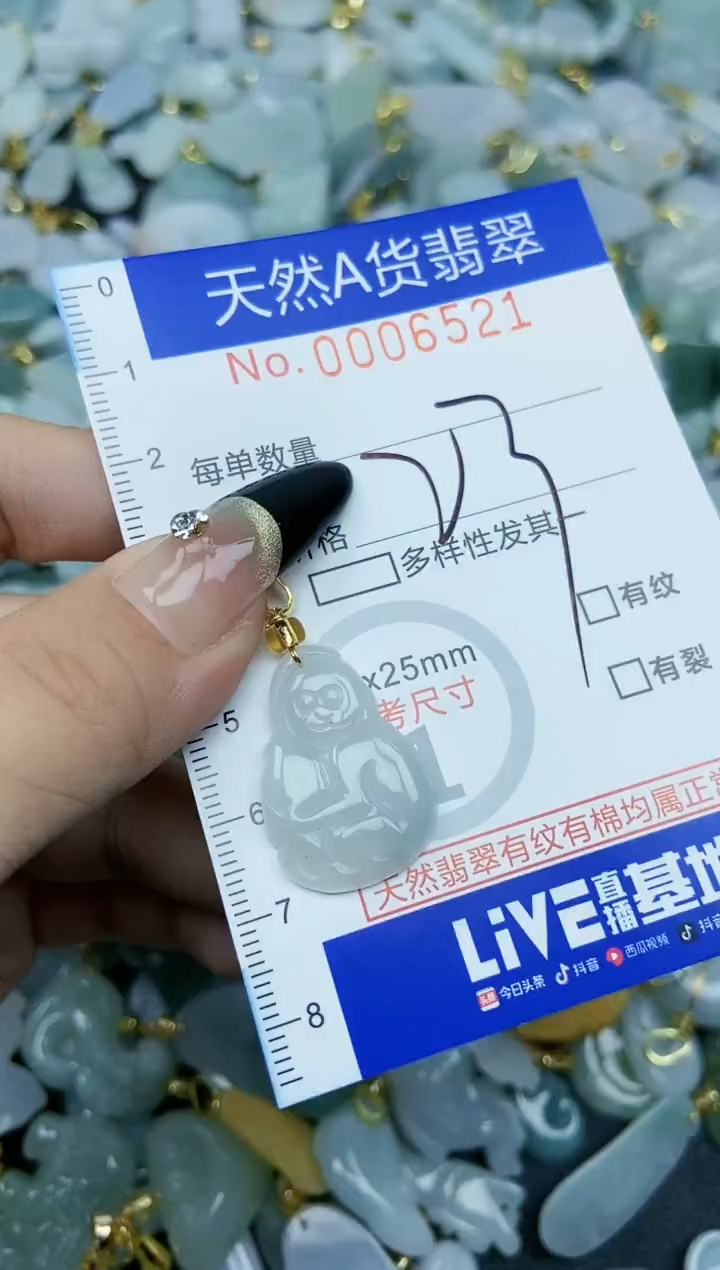 天然A货翡翠
No.0006521
每单数量
格
多样性发其
有纹
有裂
x25mm
考尺寸
天然翡翠有纹有棉均属正常
LiVE直播基地
今日头条 抖音 西瓜视频 抖音
0
1
2
5
6
7
8